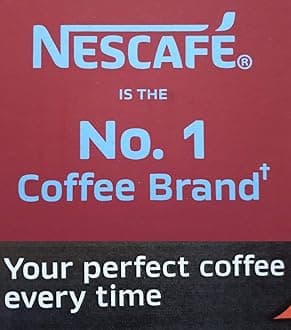 NESCAFÉ®
IS THE
No. 1
Coffee Brand†
Your perfect coffee
every time